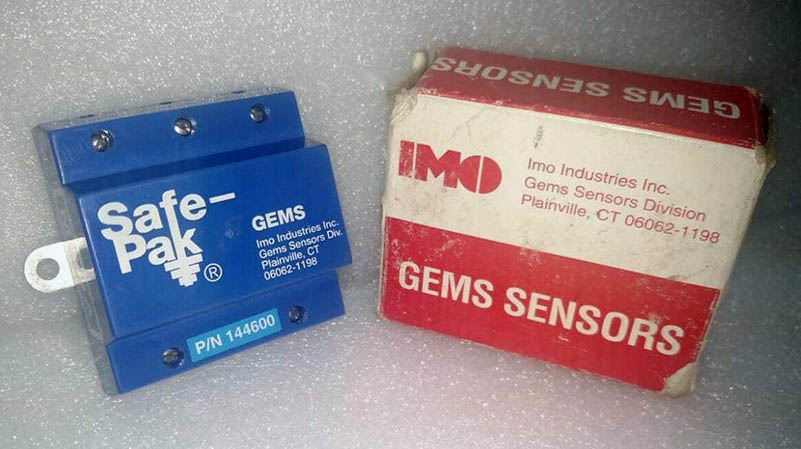 Safe-
Pak
®
GEMS
Imo Industries Inc.
Gems Sensors Div.
Plainville, CT
06062-1198
P/N 144600
GEMS SENSORS
IMO
Imo Industries Inc.
Gems Sensors Division
Plainville, CT 06062-1198
GEMS SENSORS